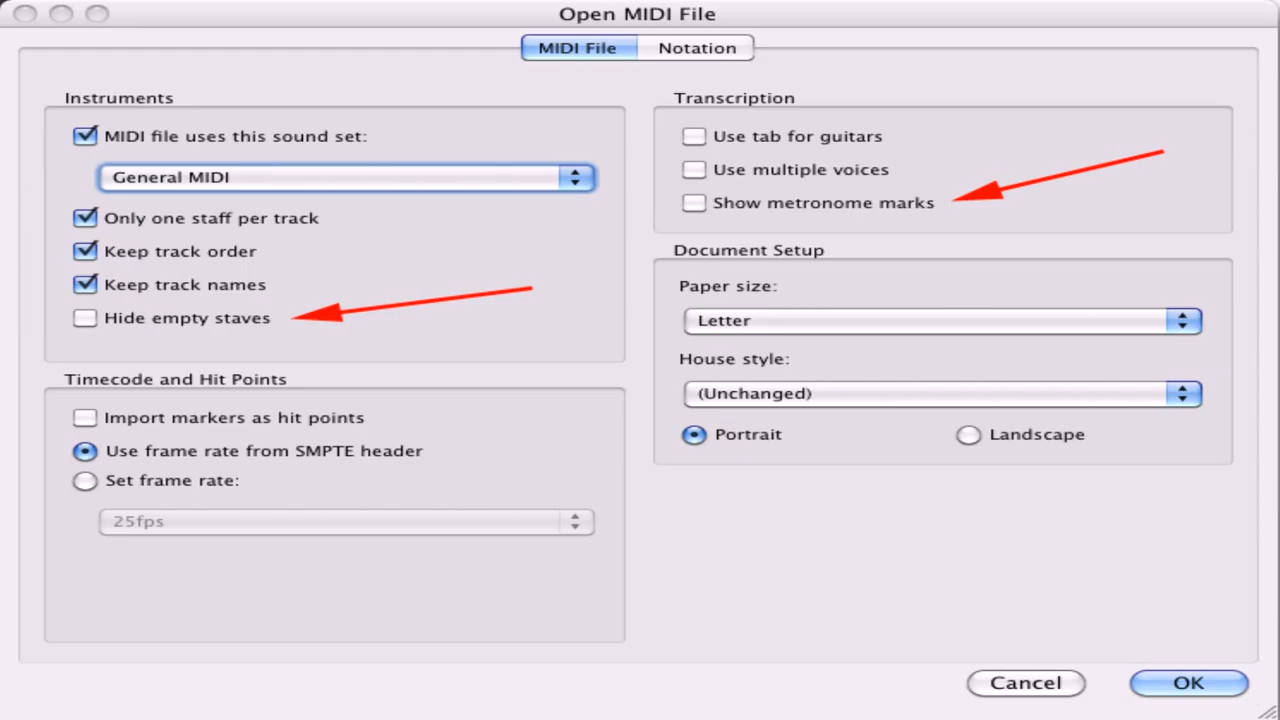 Open MIDI File
MIDI File
Notation
Instruments
MIDI file uses this sound set:
General MIDI
Only one staff per track
Keep track order
Keep track names
Hide empty staves
Timecode and Hit Points
Import markers as hit points
Use frame rate from SMPTE header
Set frame rate:
25fps
Transcription
Use tab for guitars
Use multiple voices
Show metronome marks
Document Setup
Paper size:
Letter
House style:
(Unchanged)
Portrait
Landscape
Cancel
OK